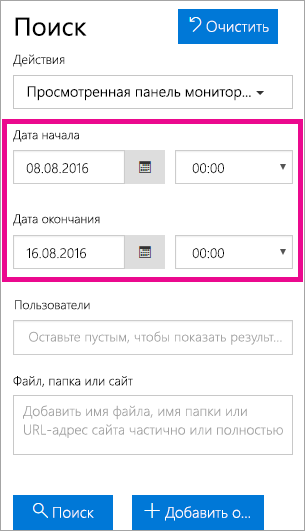 Поиск
Очистить
Действия
Просмотренная панель монитор...
Дата начала
08.08.2016
00:00
Дата окончания
16.08.2016
00:00
Пользователи
Оставьте пустым, чтобы показать результ...
Файл, папка или сайт
Добавить имя файла, имя папки или
URL-адрес сайта частично или полностью
Поиск
Добавить о...